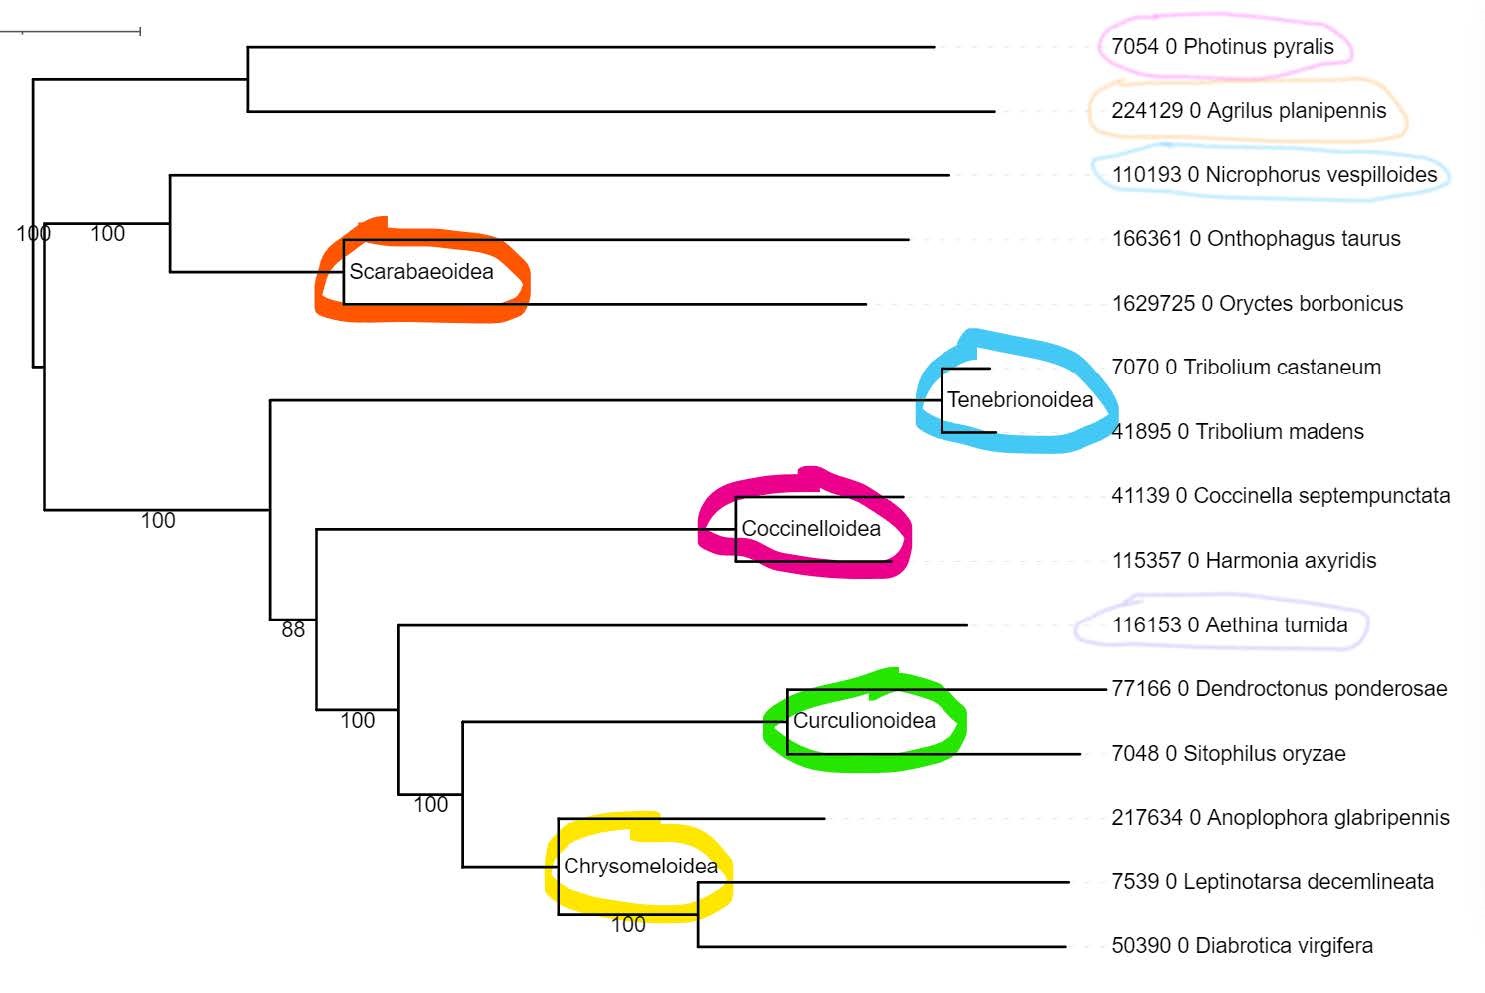 7054 0 Photinus pyralis
224129 0 Agrilus planipennis
110193 0 Nicrophorus vespilloides
100
100
166361 0 Onthophagus taurus
Scarabaeoidea
1629725 0 Oryctes borbonicus
7070 0 Tribolium castaneum
Tenebrionoidea
41895 0 Tribolium madens
41139 0 Coccinella septempunctata
100
Coccinelloidea
115357 0 Harmonia axyridis
116153 0 Aethina tumida
88
77166 0 Dendroctonus ponderosae
100
Curculionoidea
7048 0 Sitophilus oryzae
100
217634 0 Anoplophora glabripennis
Chrysomeloidea
7539 0 Leptinotarsa decemlineata
100
50390 0 Diabrotica virgifera